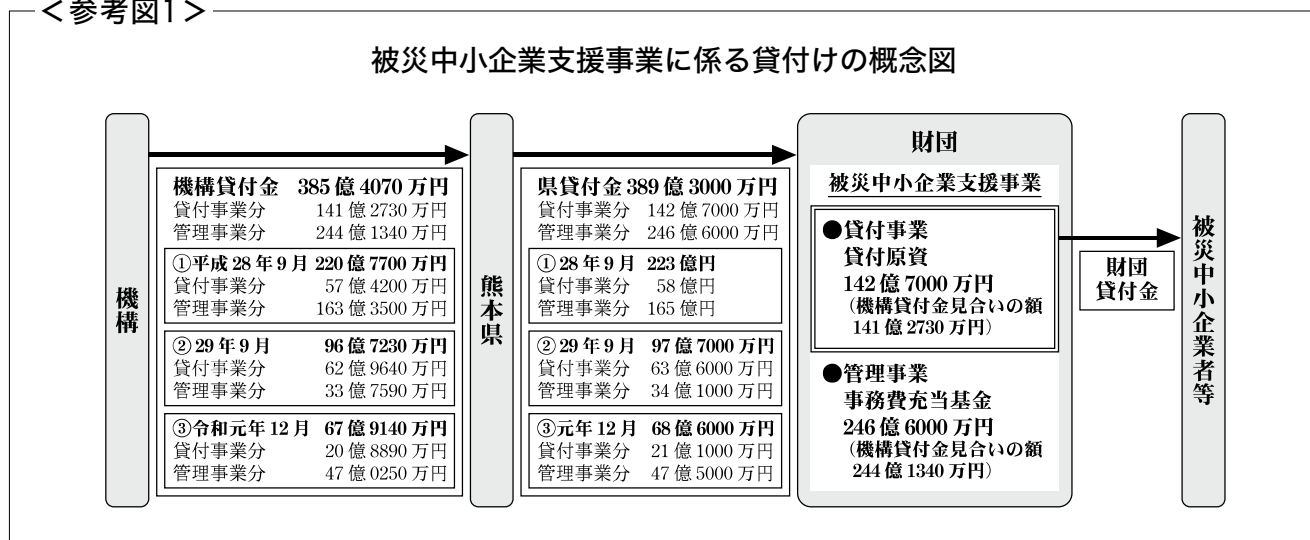 ＜参考図1＞
被災中小企業支援事業に係る貸付けの概念図
機構
機構貸付金 385億4070万円
貸付事業分 141億2730万円
管理事業分 244億1340万円
①平成28年9月 220億7700万円
貸付事業分 57億4200万円
管理事業分 163億3500万円
②29年9月 96億7230万円
貸付事業分 62億9640万円
管理事業分 33億7590万円
③令和元年12月 67億9140万円
貸付事業分 20億8890万円
管理事業分 47億0250万円
熊本県
県貸付金 389億3000万円
貸付事業分 142億7000万円
管理事業分 246億6000万円
①28年9月 223億円
貸付事業分 58億円
管理事業分 165億円
②29年9月 97億7000万円
貸付事業分 63億6000万円
管理事業分 34億1000万円
③元年12月 68億6000万円
貸付事業分 21億1000万円
管理事業分 47億5000万円
財団
被災中小企業支援事業
●貸付事業
貸付原資
142億7000万円
(機構貸付金見合いの額
141億2730万円)
●管理事業
事務費充当基金
246億6000万円
(機構貸付金見合いの額
244億1340万円)
財団
貸付金
被災中小企業者等